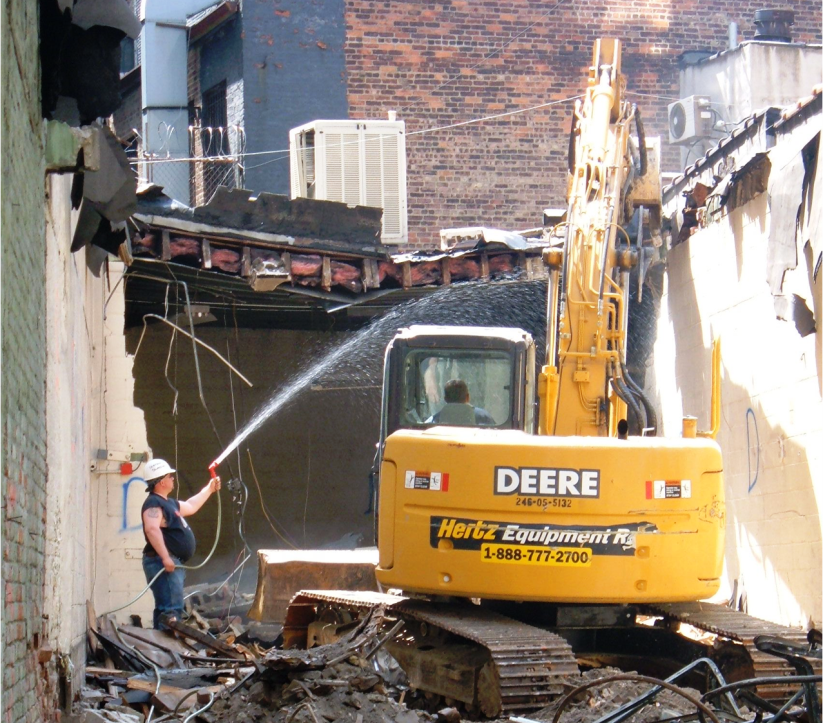 DEERE
246-05-5132
Hertz Equipment R
1-888-777-2700
D